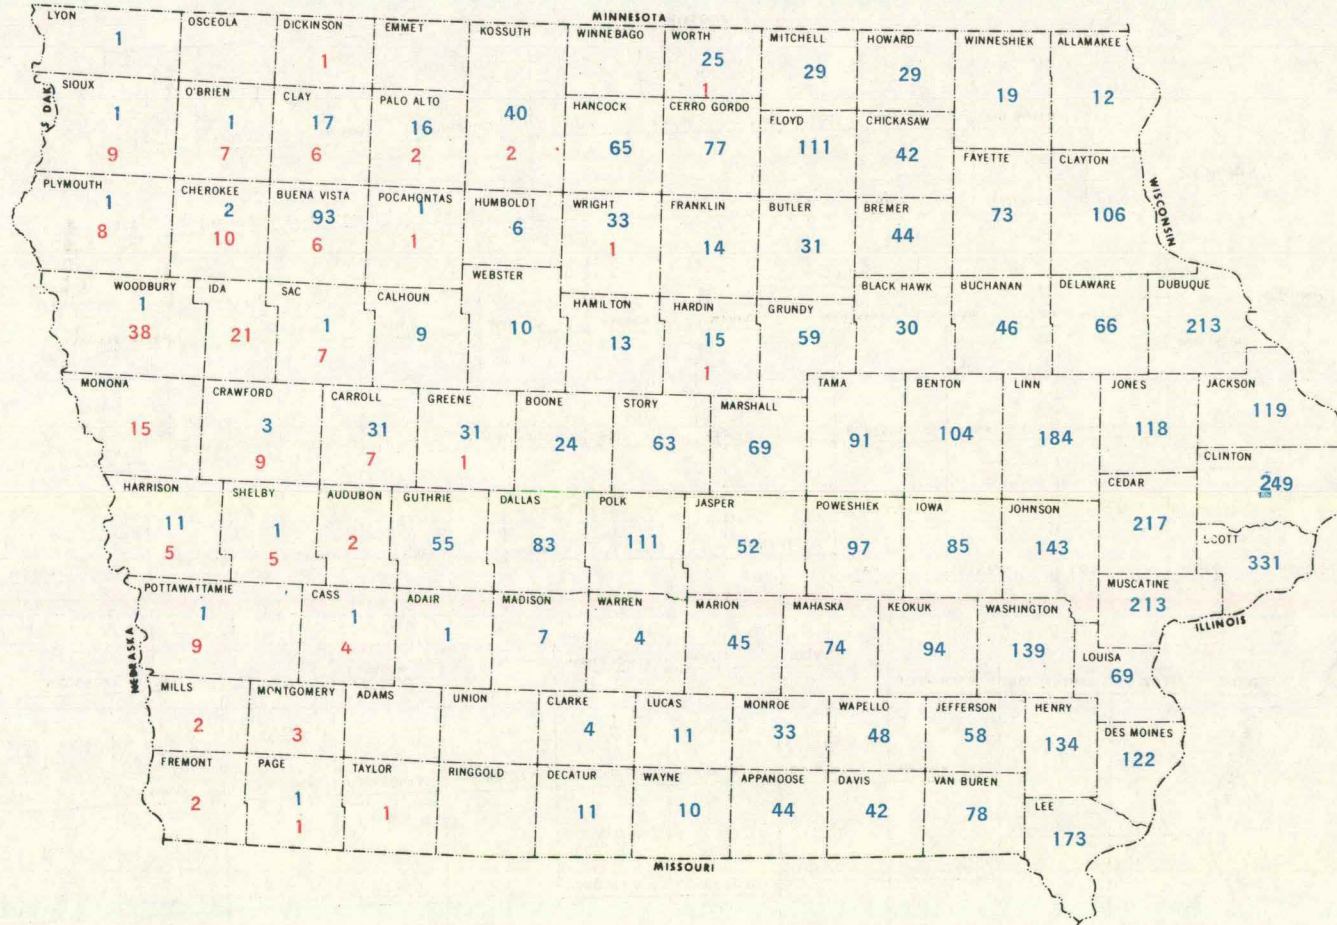 MINNESOTA
LYON
1
OSCEOLA
DICKINSON
1
EMMET
KOSSUTH
40
2
WINNEBAGO
WORTH
25
1
MITCHELL
29
HOWARD
29
WINNESHIEK
19
ALLAMAKEE
12
S DAK
SIOUX
1
9
O'BRIEN
1
7
CLAY
17
6
PALO ALTO
16
2
HANCOCK
65
CERRO GORDO
77
FLOYD
111
CHICKASAW
42
FAYETTE
73
CLAYTON
106
WISCONSIN
PLYMOUTH
1
8
CHEROKEE
2
10
BUENA VISTA
93
6
POCAHONTAS
1
1
HUMBOLDT
6
WRIGHT
33
1
FRANKLIN
14
BUTLER
31
BREMER
44
WOODBURY
1
38
IDA
21
SAC
1
7
CALHOUN
9
WEBSTER
10
HAMILTON
13
HARDIN
15
1
GRUNDY
59
BLACK HAWK
30
BUCHANAN
46
DELAWARE
66
DUBUQUE
213
MONONA
15
CRAWFORD
3
9
CARROLL
31
7
GREENE
31
1
BOONE
24
STORY
63
MARSHALL
69
TAMA
91
BENTON
104
LINN
184
JONES
118
JACKSON
119
CLINTON
249
HARRISON
11
5
SHELBY
1
5
AUDUBON
2
GUTHRIE
55
DALLAS
83
POLK
111
JASPER
52
POWESHIEK
97
IOWA
85
JOHNSON
143
CEDAR
217
SCOTT
331
NEBRASKA
POTTAWATTAMIE
1
9
CASS
1
4
ADAIR
1
MADISON
7
WARREN
4
MARION
45
MAHASKA
74
KEOKUK
94
WASHINGTON
139
MUSCATINE
213
ILLINOIS
LOUISA
69
MILLS
2
MONTGOMERY
3
ADAMS
UNION
CLARKE
4
LUCAS
11
MONROE
33
WAPELLO
48
JEFFERSON
58
HENRY
134
DES MOINES
122
FREMONT
2
PAGE
1
1
TAYLOR
1
RINGGOLD
DECATUR
11
WAYNE
10
APPANOOSE
44
DAVIS
42
VAN BUREN
78
LEE
173
MISSOURI